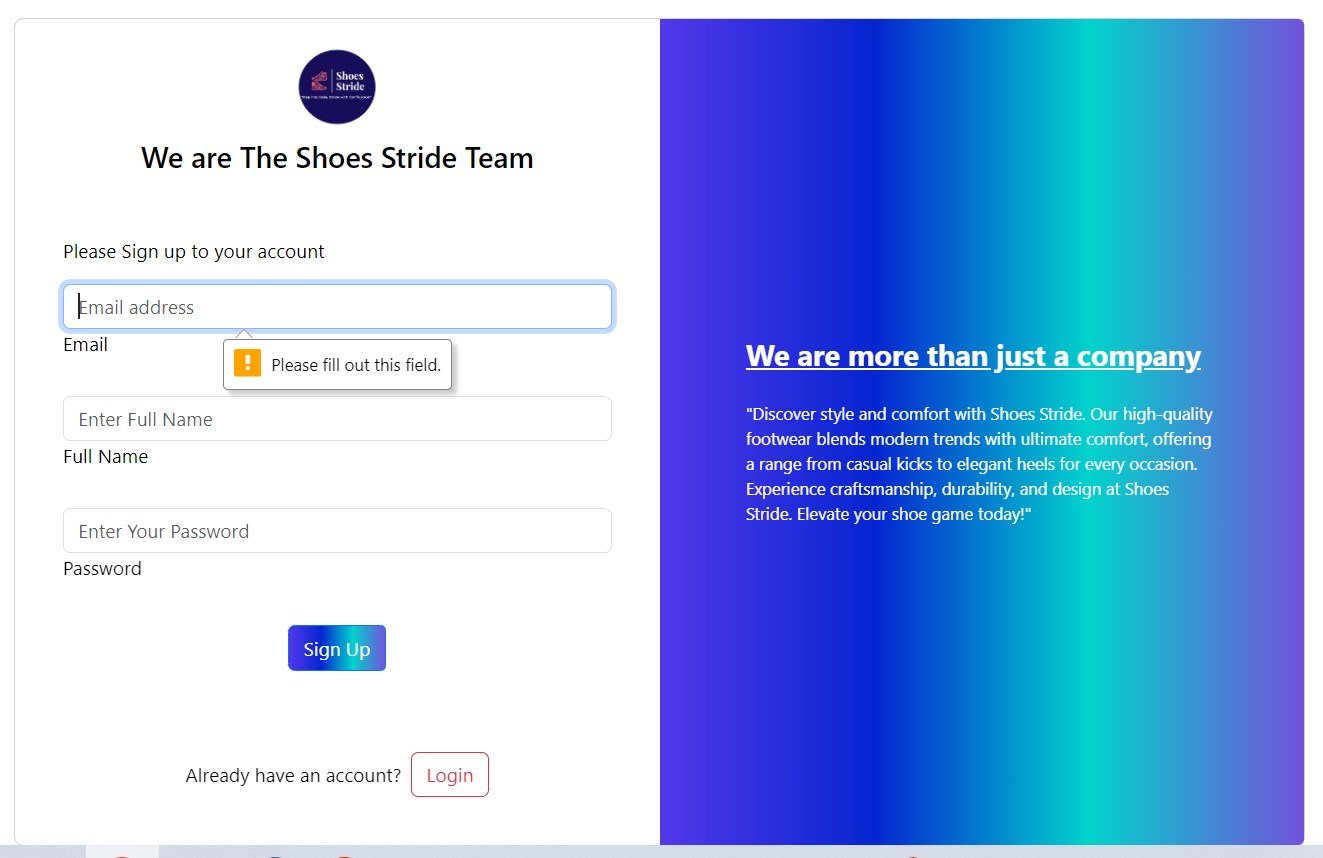 Shoes
Stride
We are The Shoes Stride Team
Please Sign up to your account
Email address
Email
Please fill out this field.
Enter Full Name
Full Name
Enter Your Password
Password
Sign Up
Already have an account? Login
We are more than just a company
"Discover style and comfort with Shoes Stride. Our high-quality
footwear blends modern trends with ultimate comfort, offering
a range from casual kicks to elegant heels for every occasion.
Experience craftsmanship, durability, and design at Shoes
Stride. Elevate your shoe game today!"